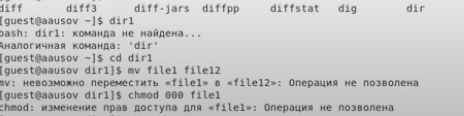 diff diff3 diff-jars diffpp diffstat dig dir
[guest@aausov ~]$ dir1
bash: dir1: команда не найдена...
Аналогичная команда: 'dir'
[guest@aausov ~]$ cd dir1
[guest@aausov dir1]$ mv file1 file12
mv: невозможно переместить «file1» в «file12»: Операция не позволена
[guest@aausov dir1]$ chmod 000 file1
chmod: изменение прав доступа для «file1»: Операция не позволена